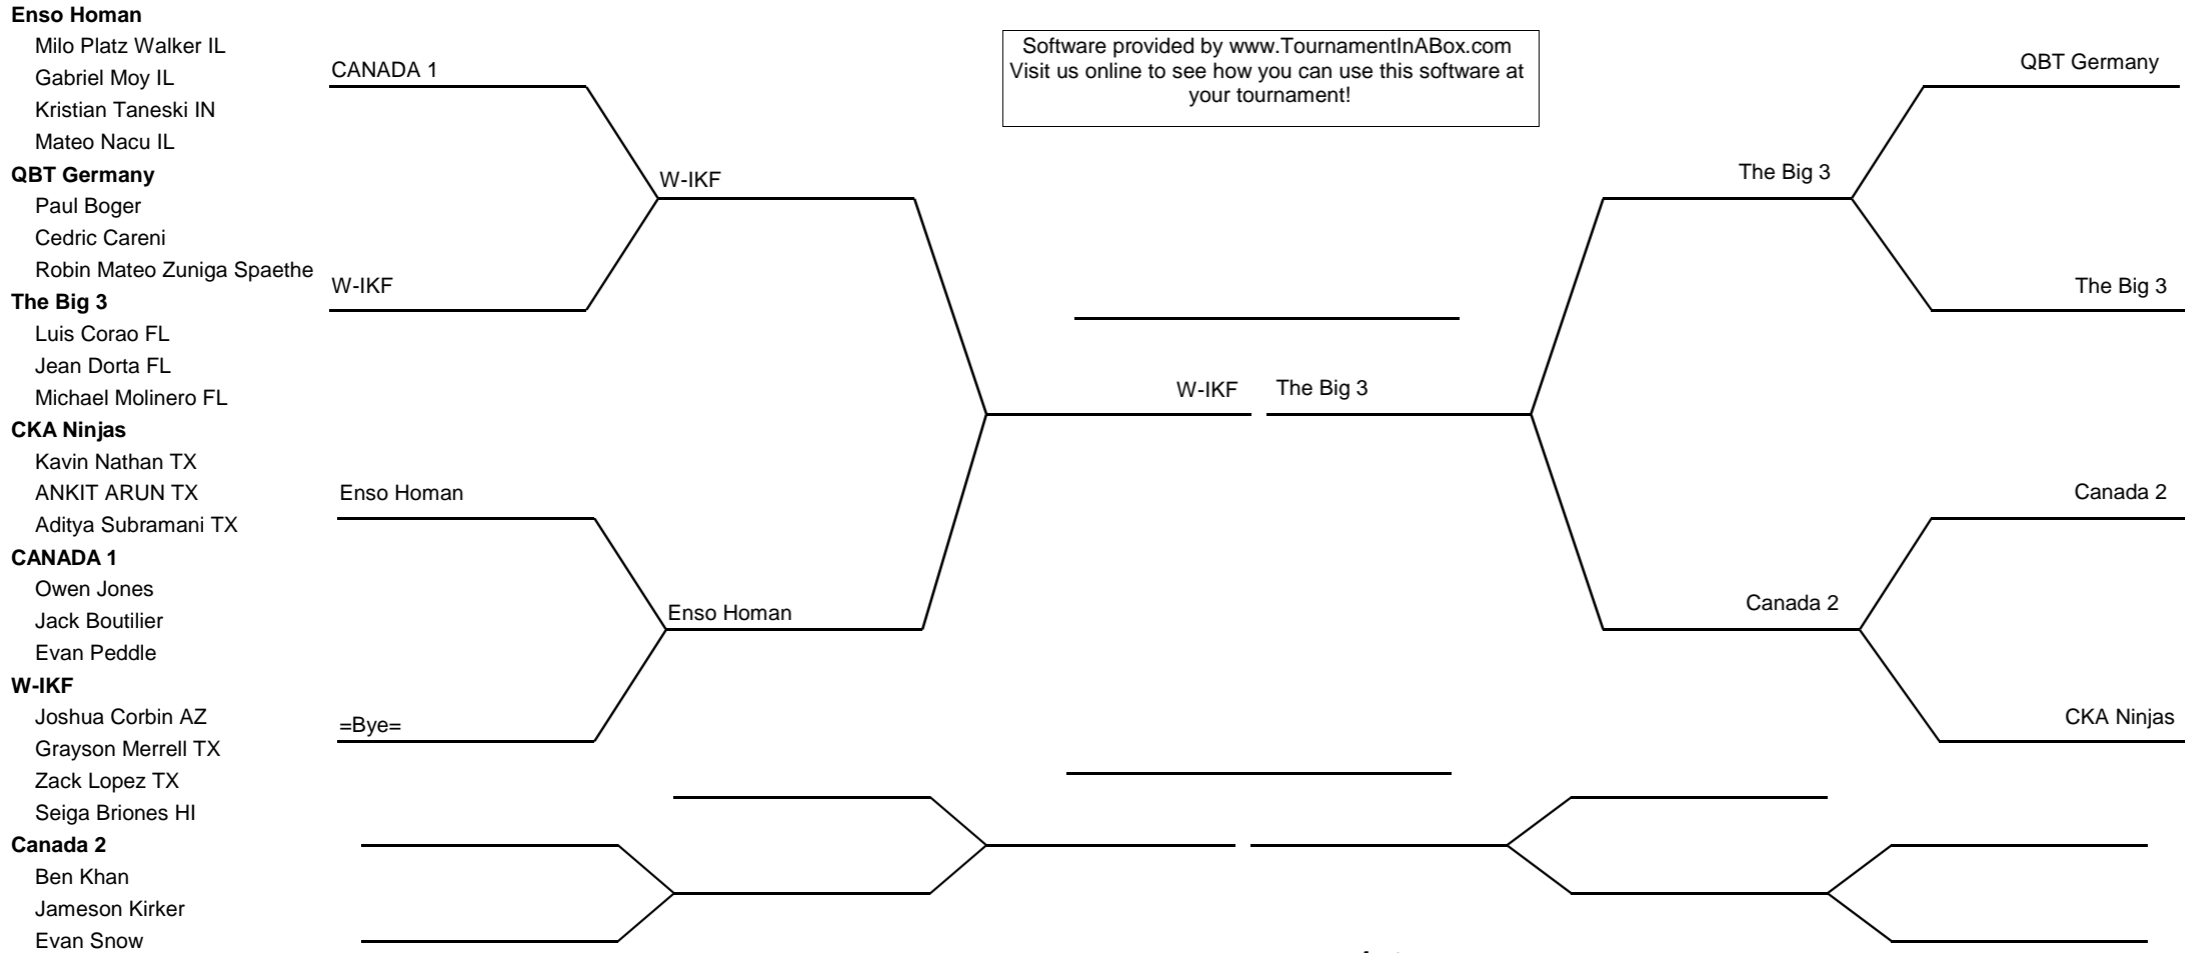 Enso Homan
Milo Platz Walker IL
Gabriel Moy IL
Kristian Taneski IN
Mateo Nacu IL
QBT Germany
Paul Boger
Cedric Careni
Robin Mateo Zuniga Spaethe
The Big 3
Luis Corao FL
Jean Dorta FL
Michael Molinero FL
CKA Ninjas
Kavin Nathan TX
ANKIT ARUN TX
Aditya Subramani TX
CANADA 1
Owen Jones
Jack Boutilier
Evan Peddle
W-IKF
Joshua Corbin AZ
Grayson Merrell TX
Zack Lopez TX
Seiga Briones HI
Canada 2
Ben Khan
Jameson Kirker
Evan Snow
CANADA 1
W-IKF
Enso Homan
=Bye=
W-IKF
Enso Homan
Software provided by www.TournamentInABox.com
Visit us online to see how you can use this software at
your tournament!
W-IKF
The Big 3
The Big 3
Canada 2
QBT Germany
The Big 3
Canada 2
CKA Ninjas